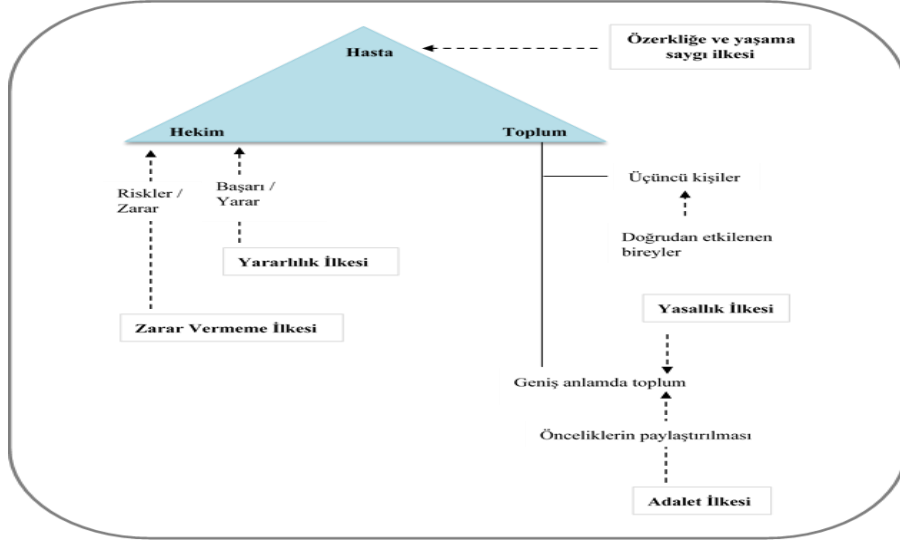 Özerkliğe ve yaşama
saygı ilkesi
Hasta
Hekim
Toplum
Riskler /
Zarar
Başarı /
Yarar
Üçüncü kişiler
Doğrudan etkilenen
bireyler
Yararlılık İlkesi
Yasallık İlkesi
Zarar Vermeme İlkesi
Geniş anlamda toplum
Önceliklerin paylaştırılması
Adalet İlkesi